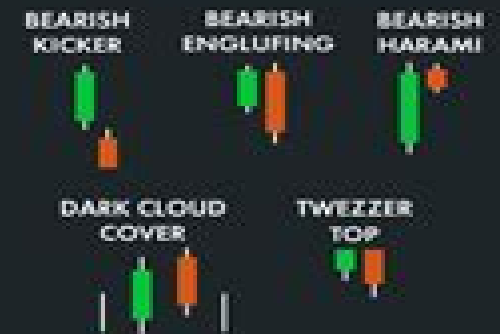 BEARISH
KICKER
BEARISH
ENGLUFING
BEARISH
HARAMI
DARK CLOUD
COVER
TWEZZER
TOP